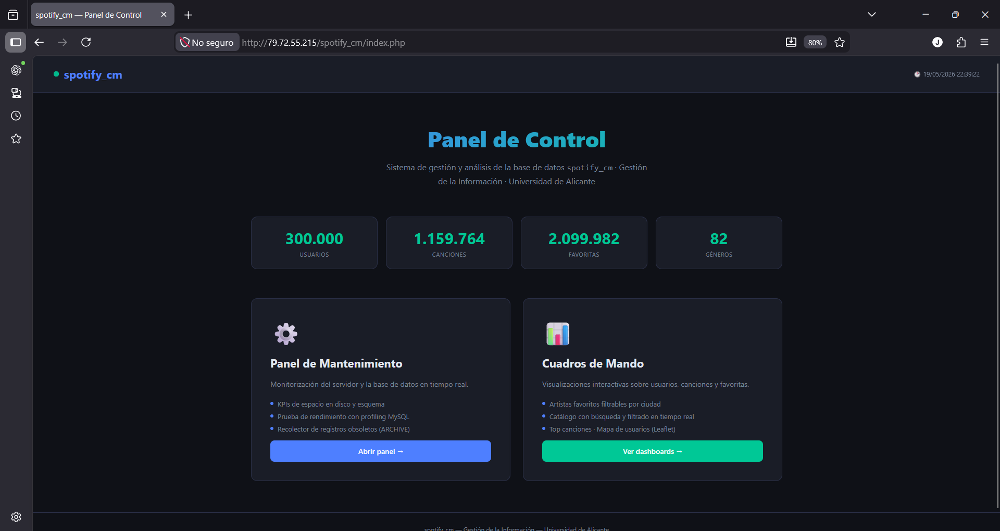 spotify_cm — Panel de Control
No seguro
http://79.72.55.215/spotify_cm/index.php
80%
J
spotify_cm
19/05/2026 22:39:22
Panel de Control
Sistema de gestión y análisis de la base de datos spotify_cm · Gestión
de la Información · Universidad de Alicante
300.000
USUARIOS
1.159.764
CANCIONES
2.099.982
FAVORITAS
82
GÉNEROS
Panel de Mantenimiento
Monitorización del servidor y la base de datos en tiempo real.
KPIs de espacio en disco y esquema
Prueba de rendimiento con profiling MySQL
Recolector de registros obsoletos (ARCHIVE)
Abrir panel →
Cuadros de Mando
Visualizaciones interactivas sobre usuarios, canciones y favoritas.
Artistas favoritos filtrables por ciudad
Catálogo con búsqueda y filtrado en tiempo real
Top canciones · Mapa de usuarios (Leaflet)
Ver dashboards →
spotify_cm — Gestión de la Información — Universidad de Alicante